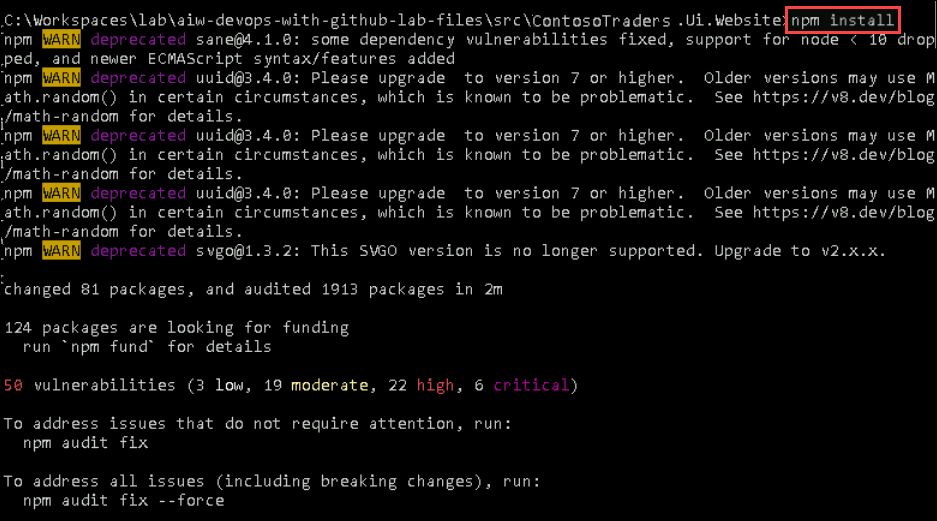 C:\Workspaces\lab\aiw-devops-with-github-lab-files\src\ContosoTraders .Ui.Website>npm install
npm WARN deprecated sane@4.1.0: some dependency vulnerabilities fixed, support for node < 10 drop
ped, and newer ECMAScript syntax/features added
npm WARN deprecated uuid@3.4.0: Please upgrade  to version 7 or higher.  Older versions may use M
ath.random() in certain circumstances, which is known to be problematic.  See https://v8.dev/blog
/math-random for details.
npm WARN deprecated uuid@3.4.0: Please upgrade  to version 7 or higher.  Older versions may use M
ath.random() in certain circumstances, which is known to be problematic.  See https://v8.dev/blog
/math-random for details.
npm WARN deprecated uuid@3.4.0: Please upgrade  to version 7 or higher.  Older versions may use M
ath.random() in certain circumstances, which is known to be problematic.  See https://v8.dev/blog
/math-random for details.
npm WARN deprecated svgo@1.3.2: This SVGO version is no longer supported. Upgrade to v2.x.x.
changed 81 packages, and audited 1913 packages in 2m
124 packages are looking for funding
  run `npm fund` for details
50 vulnerabilities (3 low, 19 moderate, 22 high, 6 critical)
To address issues that do not require attention, run:
  npm audit fix
To address all issues (including breaking changes), run:
  npm audit fix --force